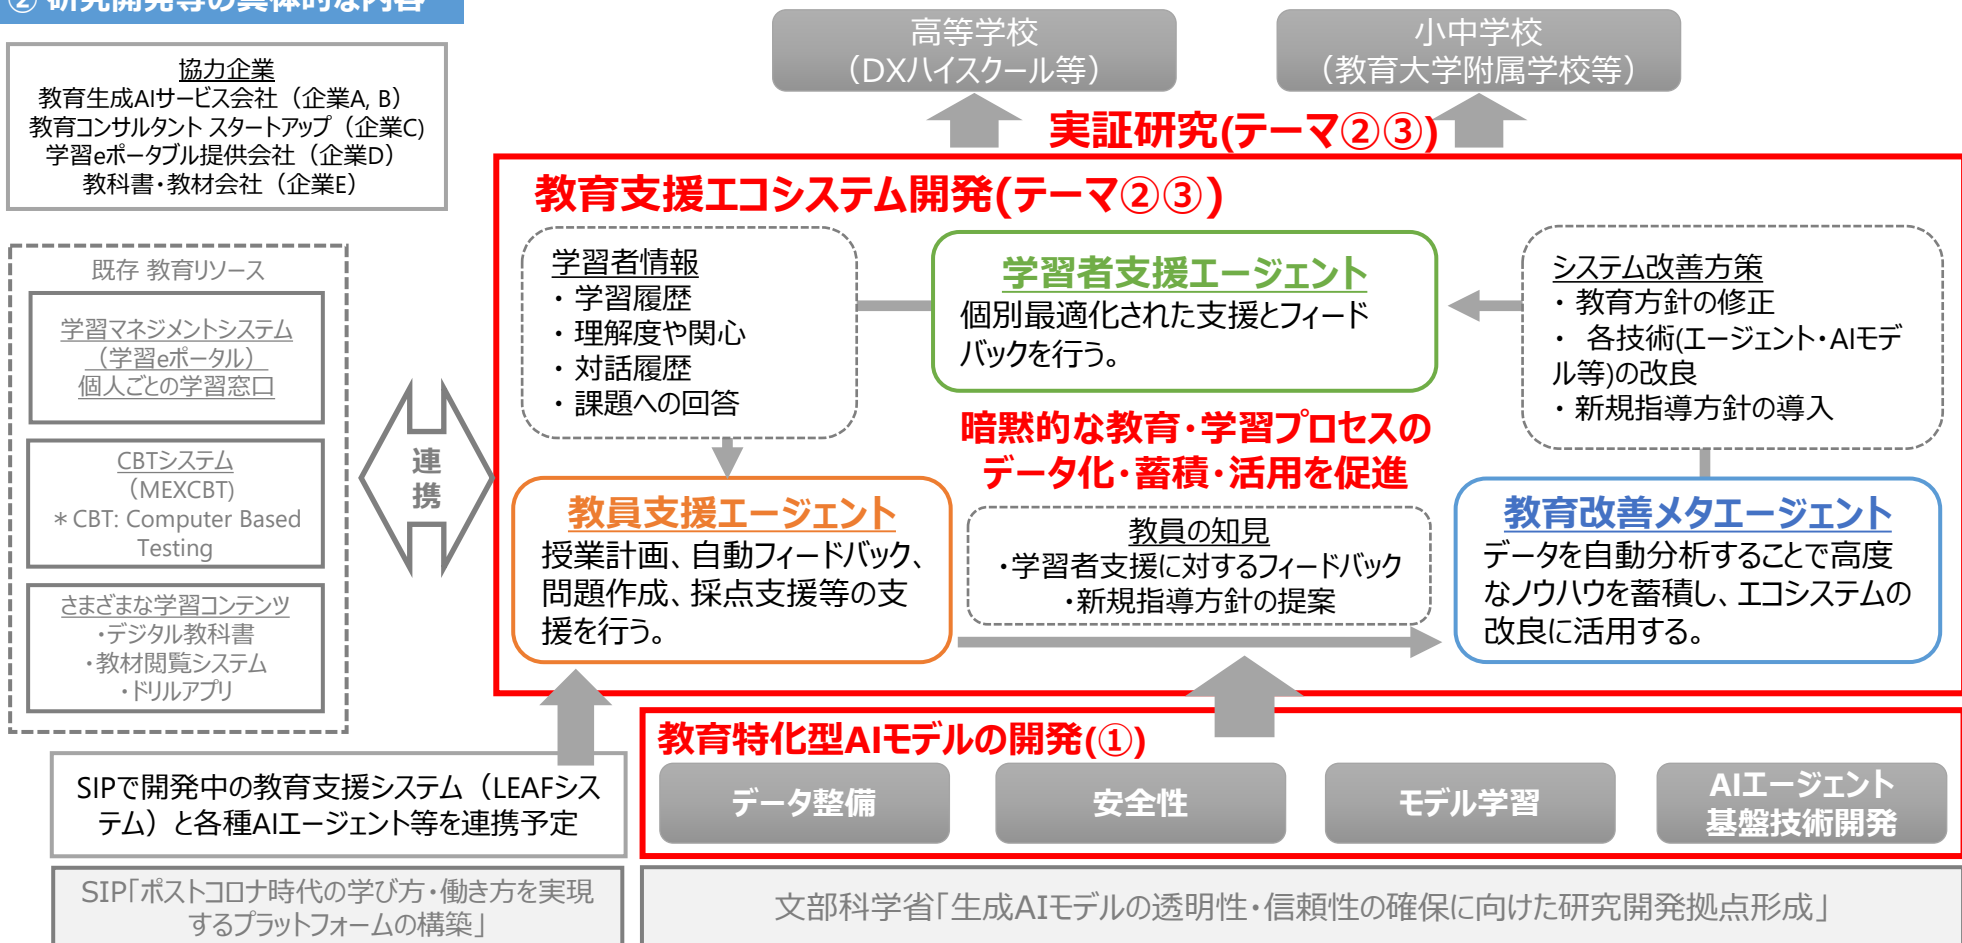 ② 研究開発等の具体的な内容
協力企業
教育生成AIサービス会社（企業A, B）
教育コンサルタント スタートアップ（企業C)
学習eポータブル提供会社（企業D）
教科書・教材会社（企業E）
高等学校
（DXハイスクール等）
小中学校
（教育大学附属学校等）
実証研究(テーマ②③)
教育支援エコシステム開発(テーマ②③)
既存 教育リソース
学習マネジメントシステム
（学習eポータル）
個人ごとの学習窓口
CBTシステム
（MEXCBT)
＊CBT: Computer Based
Testing
さまざまな学習コンテンツ
・デジタル教科書
・教材閲覧システム
・ドリルアプリ
連
携
学習者情報
・学習履歴
・理解度や関心
・対話履歴
・課題への回答
学習者支援エージェント
個別最適化された支援とフィード
バックを行う。
システム改善方策
・教育方針の修正
・ 各技術(エージェント・AIモデ
ル等)の改良
・新規指導方針の導入
暗黙的な教育・学習プロセスの
データ化・蓄積・活用を促進
教員支援エージェント
授業計画、自動フィードバック、
問題作成、採点支援等の支
援を行う。
教員の知見
・学習者支援に対するフィードバック
・新規指導方針の提案
教育改善メタエージェント
データを自動分析することで高度
なノウハウを蓄積し、エコシステムの
改良に活用する。
教育特化型AIモデルの開発(①)
データ整備
安全性
モデル学習
AIエージェント
基盤技術開発
SIPで開発中の教育支援システム（LEAFシス
テム）と各種AIエージェント等を連携予定
SIP「ポストコロナ時代の学び方・働き方を実現
するプラットフォームの構築」
文部科学省「生成AIモデルの透明性・信頼性の確保に向けた研究開発拠点形成」